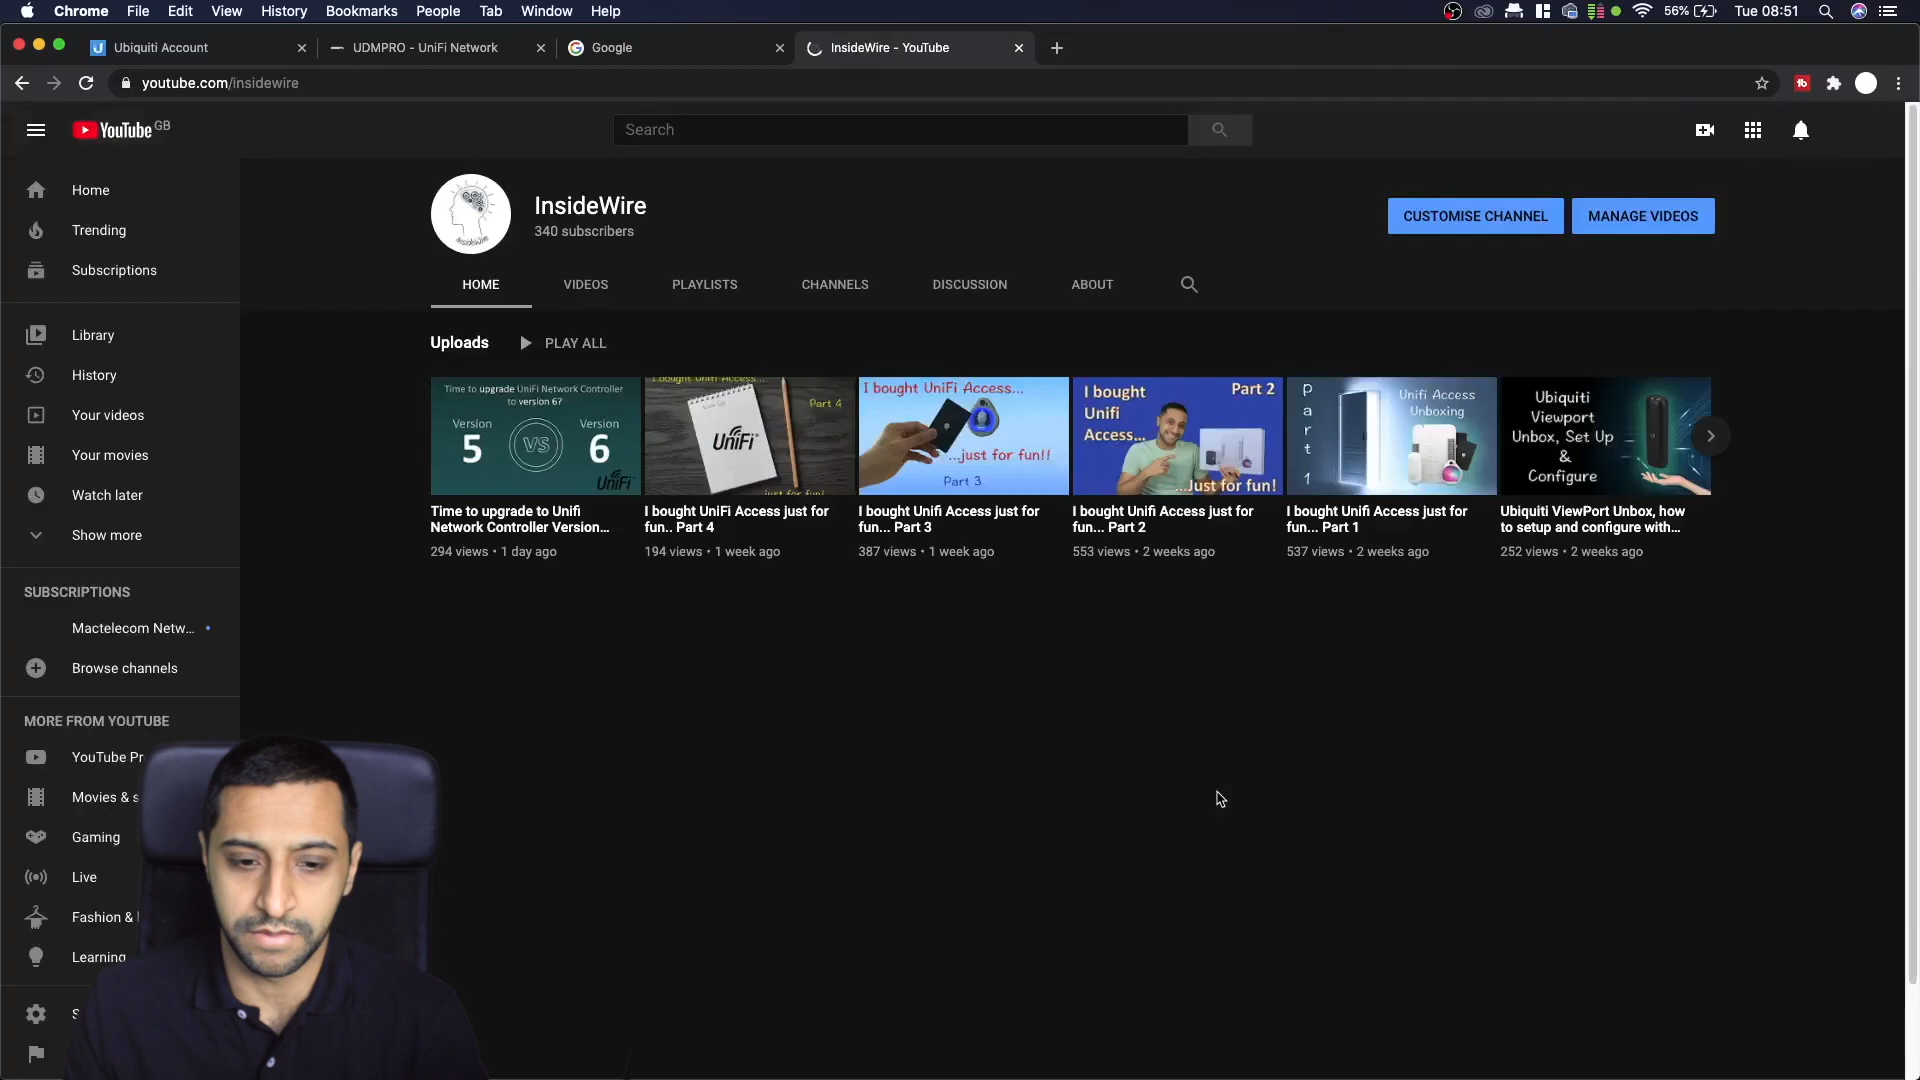 Chrome File Edit View History Bookmarks People Tab Window Help 56% Tue 08:51
Ubiquiti Account UDMPRO - UniFi Network Google InsideWire - YouTube
youtube.com/insidewire
YouTube GB Search
Home
Trending
Subscriptions
Library
History
Your videos
Your movies
Watch later
Show more
SUBSCRIPTIONS
Mactelecom Netw...
Browse channels
MORE FROM YOUTUBE
YouTube Pr
Movies & s
Gaming
Live
Fashion &
Learning
S
InsideWire
340 subscribers
CUSTOMISE CHANNEL MANAGE VIDEOS
HOME VIDEOS PLAYLISTS CHANNELS DISCUSSION ABOUT
Uploads PLAY ALL
Time to upgrade UniFi Network Controller
to version 6?
Version Version
5 VS 6
UniFi
Time to upgrade to Unifi
Network Controller Version...
294 views • 1 day ago
I bought UniFi Access...
Part 4
UniFi
...just for fun!
I bought UniFi Access just for
fun.. Part 4
194 views • 1 week ago
I bought UniFi Access...
...just for fun!!
Part 3
I bought UniFi Access just for
fun... Part 3
387 views • 1 week ago
I bought
Unifi
Access...
Part 2
...Just for fun!
I bought Unifi Access just for
fun... Part 2
553 views • 2 weeks ago
Part 1
Unifi Access
Unboxing
I bought Unifi Access just for
fun... Part 1
537 views • 2 weeks ago
Ubiquiti
Viewport
Unbox, Set Up
&
Configure
Ubiquiti ViewPort Unbox, how
to setup and configure with...
252 views • 2 weeks ago